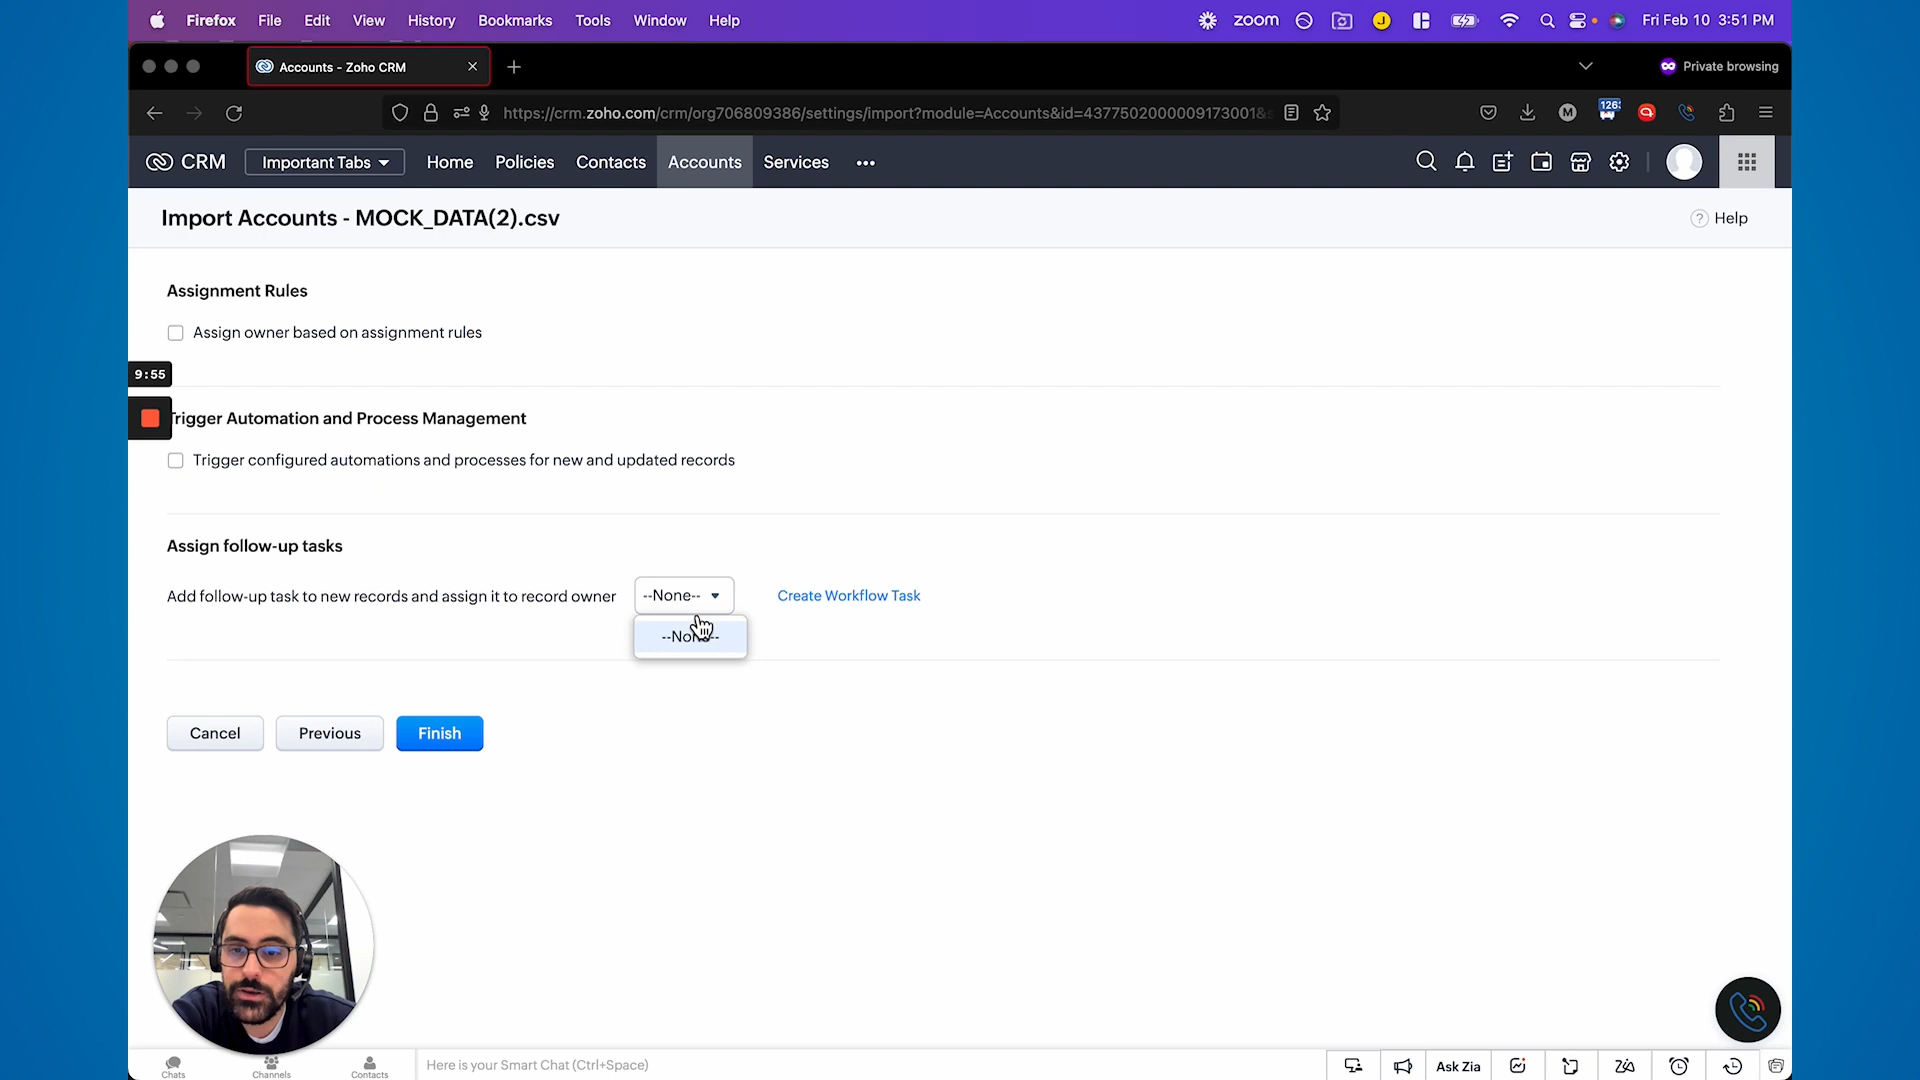 Firefox File Edit View History Bookmarks Tools Window Help zoom J Fri Feb 10 3:51 PM
Accounts - Zoho CRM Private browsing
https://crm.zoho.com/crm/org706809386/settings/import?module=Accounts&id=4377502000009173001&s M
CRM Important Tabs Home Policies Contacts Accounts Services •••
Import Accounts - MOCK_DATA(2).csv ? Help
Assignment Rules
Assign owner based on assignment rules
9:55
rigger Automation and Process Management
Trigger configured automations and processes for new and updated records
Assign follow-up tasks
Add follow-up task to new records and assign it to record owner --None-- Create Workflow Task
Cancel Previous Finish
Here is your Smart Chat (Ctrl+Space) Ask Zia
Chats Channels Contacts